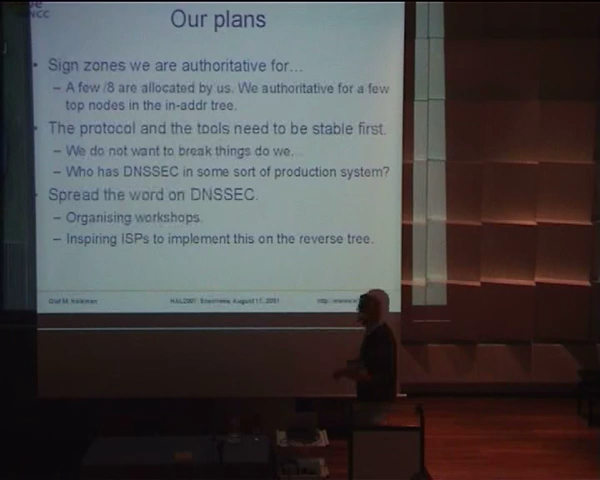 NCC
Our plans
• Sign zones we are authoritative for...
– A few /8 are allocated by us. We authoritative for a few
top nodes in the in-addr tree.
• The protocol and the tools need to be stable first.
– We do not want to break things do we...
– Who has DNSSEC in some sort of production system?
• Spread the word on DNSSEC.
– Organising workshops.
– Inspiring ISPs to implement this on the reverse tree.
Olaf M. Kolkman
HAL2001, Enschede, August 11, 2001